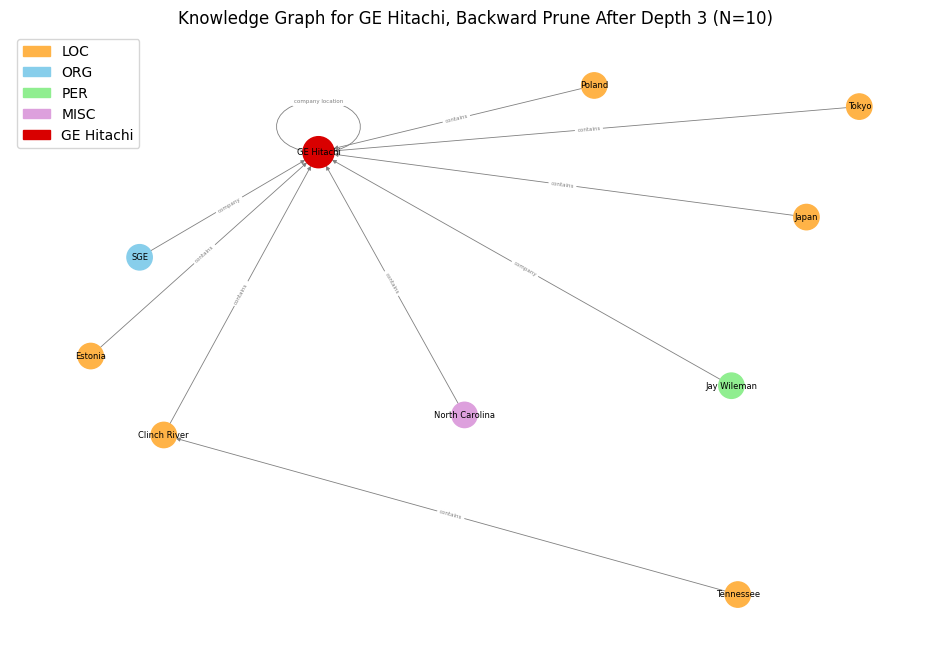 Knowledge Graph for GE Hitachi, Backward Prune After Depth 3 (N=10)
LOC
ORG
PER
MISC
GE Hitachi
company location
Poland
Tokyo
contains
contains
GE Hitachi
contains
company
Japan
contains
SGE
company
contains
contains
Estonia
Jay Wileman
North Carolina
Clinch River
contains
Tennessee